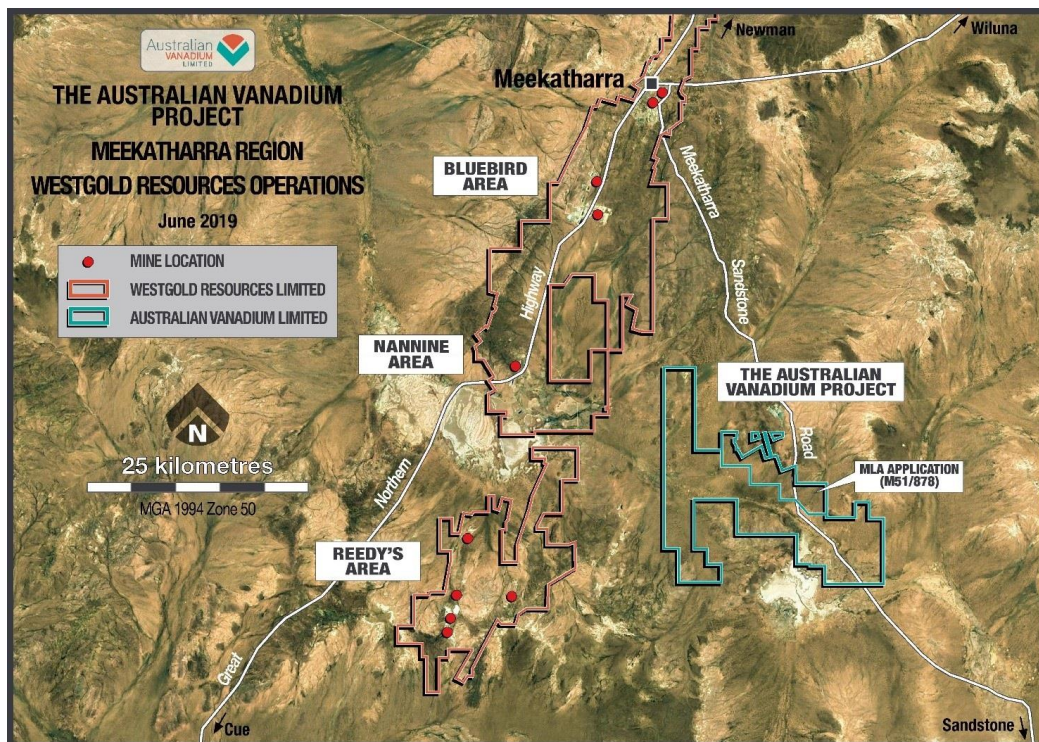 Australian
VANADIUM
LIMITED
THE AUSTRALIAN VANADIUM
PROJECT
MEEKATHARRA REGION
WESTGOLD RESOURCES OPERATIONS
June 2019
MINE LOCATION
WESTGOLD RESOURCES LIMITED
AUSTRALIAN VANADIUM LIMITED
Newman
Wiluna
Meekatharra
BLUEBIRD
AREA
Meekatharra
Sandstone
Road
Highway
NANNINE
AREA
THE AUSTRALIAN
VANADIUM PROJECT
MLA APPLICATION
(M51/878)
N
25 kilometres
MGA 1994 Zone 50
Northern
REEDY'S
AREA
Great
Cue
Sandstone